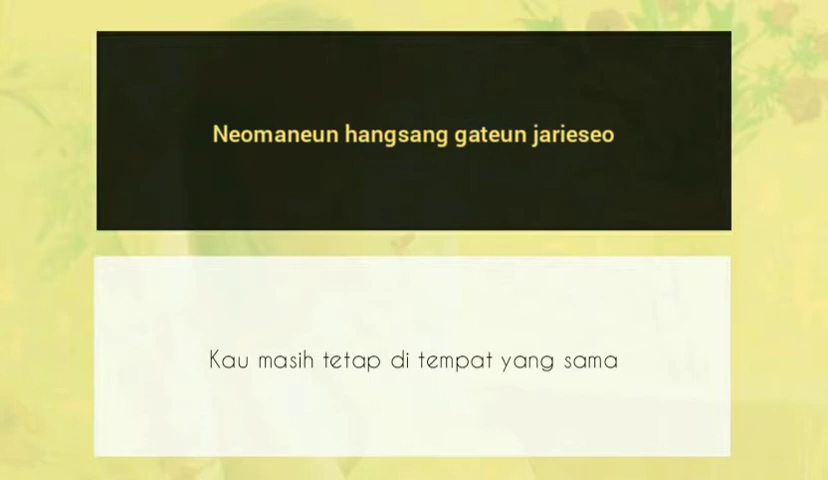 Neomaneun hangsang gateun jarieseo
Kau masih tetap di tempat yang sama